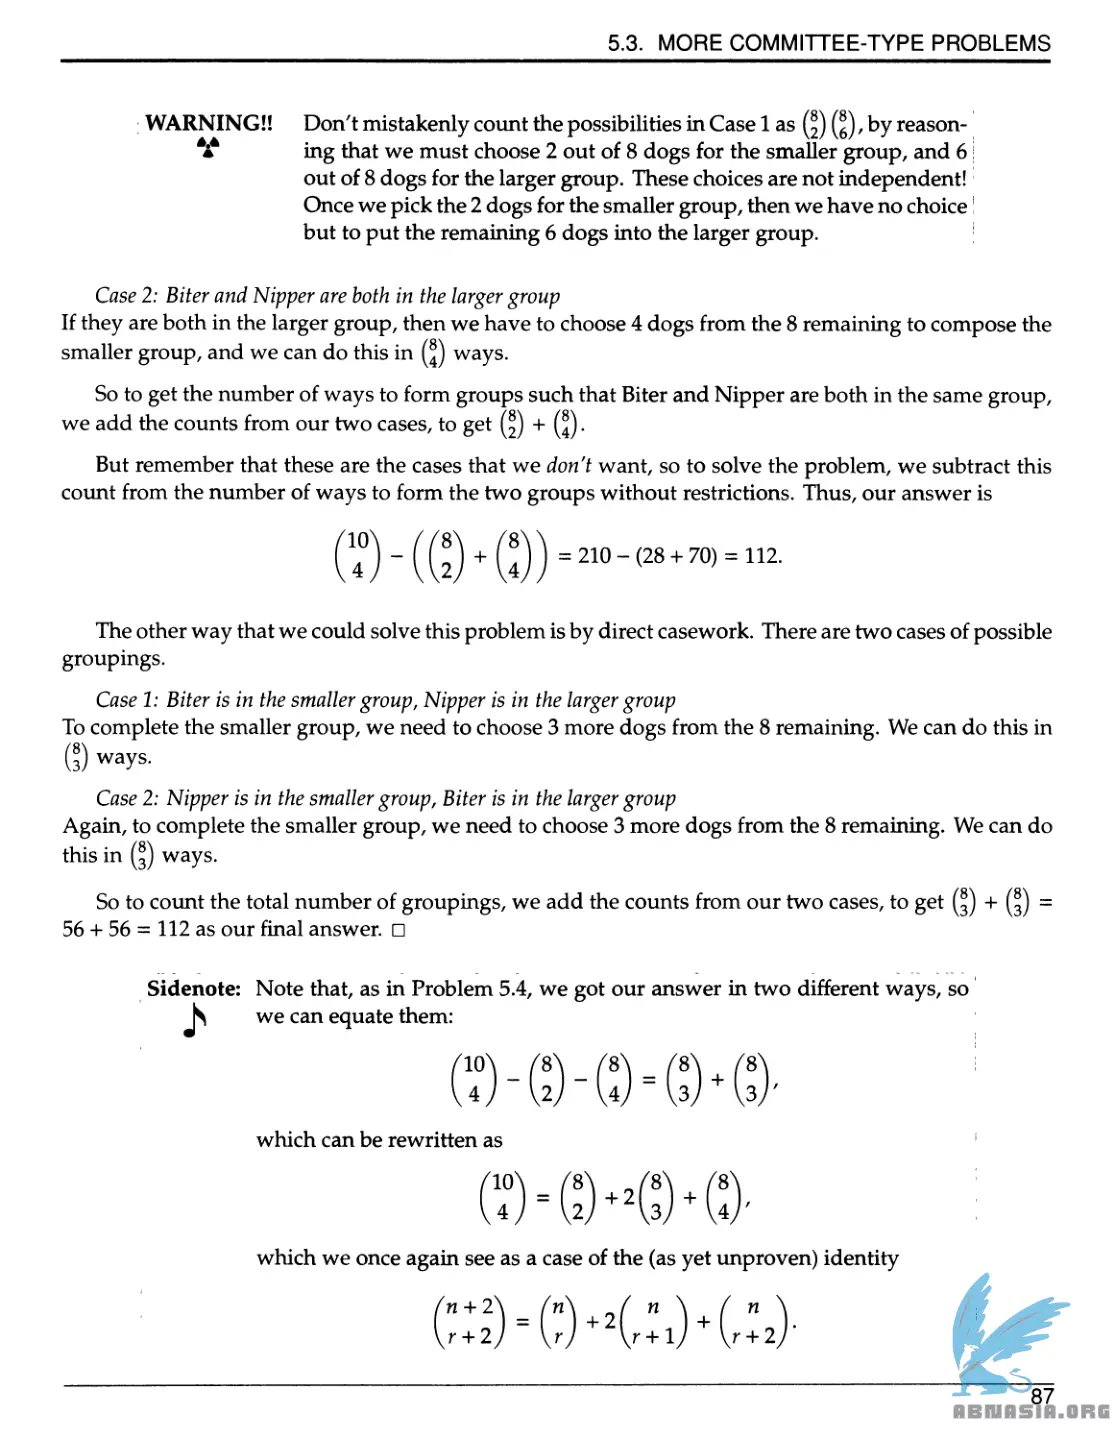 5.3. MORE COMMITTEE-TYPE PROBLEMS
WARNING!! Don't mistakenly count the possibilities in Case 1 as \binom{8}{2}\binom{8}{6}, by reason-
ing that we must choose 2 out of 8 dogs for the smaller group, and 6
out of 8 dogs for the larger group. These choices are not independent!
Once we pick the 2 dogs for the smaller group, then we have no choice
but to put the remaining 6 dogs into the larger group.
Case 2: Biter and Nipper are both in the larger group
If they are both in the larger group, then we have to choose 4 dogs from the 8 remaining to compose the
smaller group, and we can do this in \binom{8}{4} ways.
So to get the number of ways to form groups such that Biter and Nipper are both in the same group,
we add the counts from our two cases, to get \binom{8}{2} + \binom{8}{4}.
But remember that these are the cases that we don't want, so to solve the problem, we subtract this
count from the number of ways to form the two groups without restrictions. Thus, our answer is
\binom{10}{4} - (\binom{8}{2} + \binom{8}{4}) = 210 – (28 + 70) = 112.
The other way that we could solve this problem is by direct casework. There are two cases of possible
groupings.
Case 1: Biter is in the smaller group, Nipper is in the larger group
To complete the smaller group, we need to choose 3 more dogs from the 8 remaining. We can do this in
\binom{8}{3} ways.
Case 2: Nipper is in the smaller group, Biter is in the larger group
Again, to complete the smaller group, we need to choose 3 more dogs from the 8 remaining. We can do
this in \binom{8}{3} ways.
So to count the total number of groupings, we add the counts from our two cases, to get \binom{8}{3} + \binom{8}{3} =
56 + 56 = 112 as our final answer. □
Sidenote: Note that, as in Problem 5.4, we got our answer in two different ways, so
we can equate them:
\binom{10}{4} - \binom{8}{2} - \binom{8}{4} = \binom{8}{3} + \binom{8}{3},
which can be rewritten as
\binom{10}{4} = \binom{8}{2} + 2\binom{8}{3} + \binom{8}{4},
which we once again see as a case of the (as yet unproven) identity
\binom{n+2}{r+2} = \binom{n}{r} + 2\binom{n}{r+1} + \binom{n}{r+2}.
87
ABNASIA.ORG